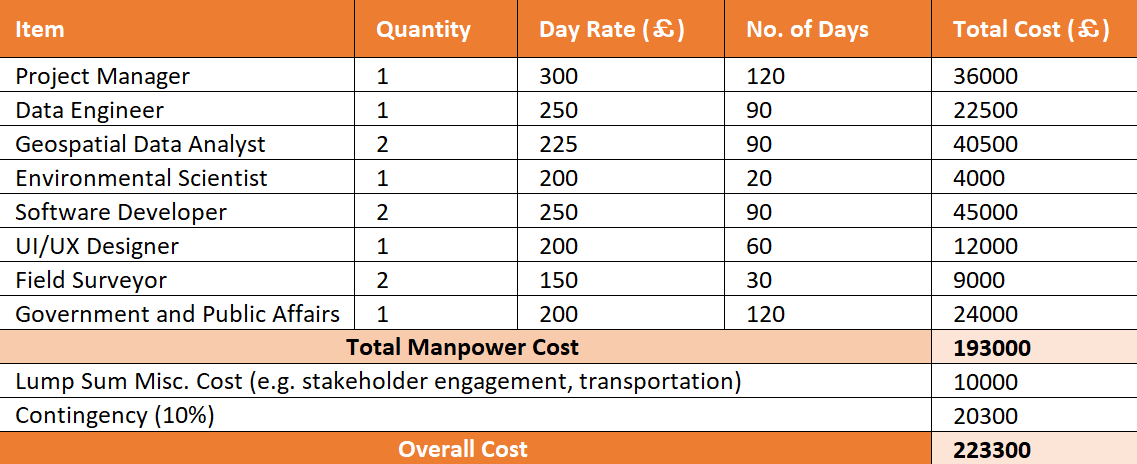 Item Quantity Day Rate (£) No. of Days Total Cost (£)
Project Manager 1 300 120 36000
Data Engineer 1 250 90 22500
Geospatial Data Analyst 2 225 90 40500
Environmental Scientist 1 200 20 4000
Software Developer 2 250 90 45000
UI/UX Designer 1 200 60 12000
Field Surveyor 2 150 30 9000
Government and Public Affairs 1 200 120 24000
Total Manpower Cost 193000
Lump Sum Misc. Cost (e.g. stakeholder engagement, transportation) 10000
Contingency (10%) 20300
Overall Cost 223300